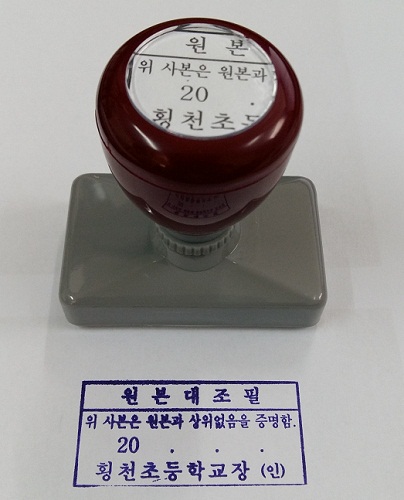 원 본
위 사본은 원본과
20 .
횡천초등
원본대조필
위 사본은 원본과 상위없음을 증명함.
20 . . .
횡천초등학교장 (인)